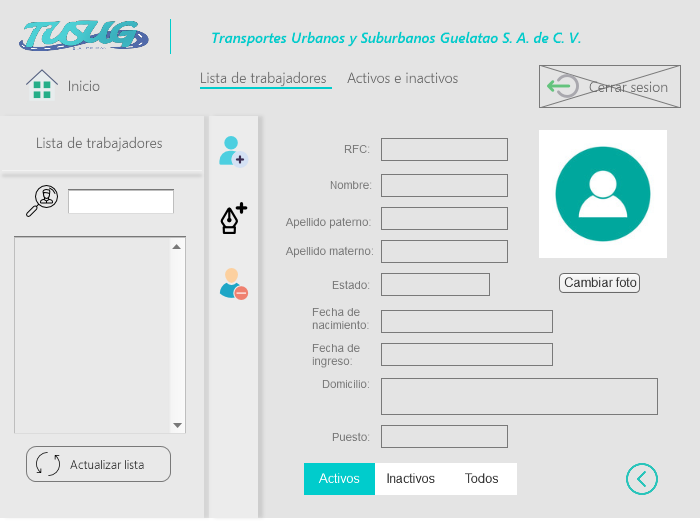 TUSUG
Transportes Urbanos y Suburbanos Guelatao S. A. de C. V.
Inicio
Lista de trabajadores
Activos e inactivos
Cerrar sesion
Lista de trabajadores
Actualizar lista
RFC:
Nombre:
Apellido paterno:
Apellido materno:
Estado:
Fecha de
nacimiento:
Fecha de
ingreso:
Domicilio:
Puesto:
Cambiar foto
Activos
Inactivos
Todos